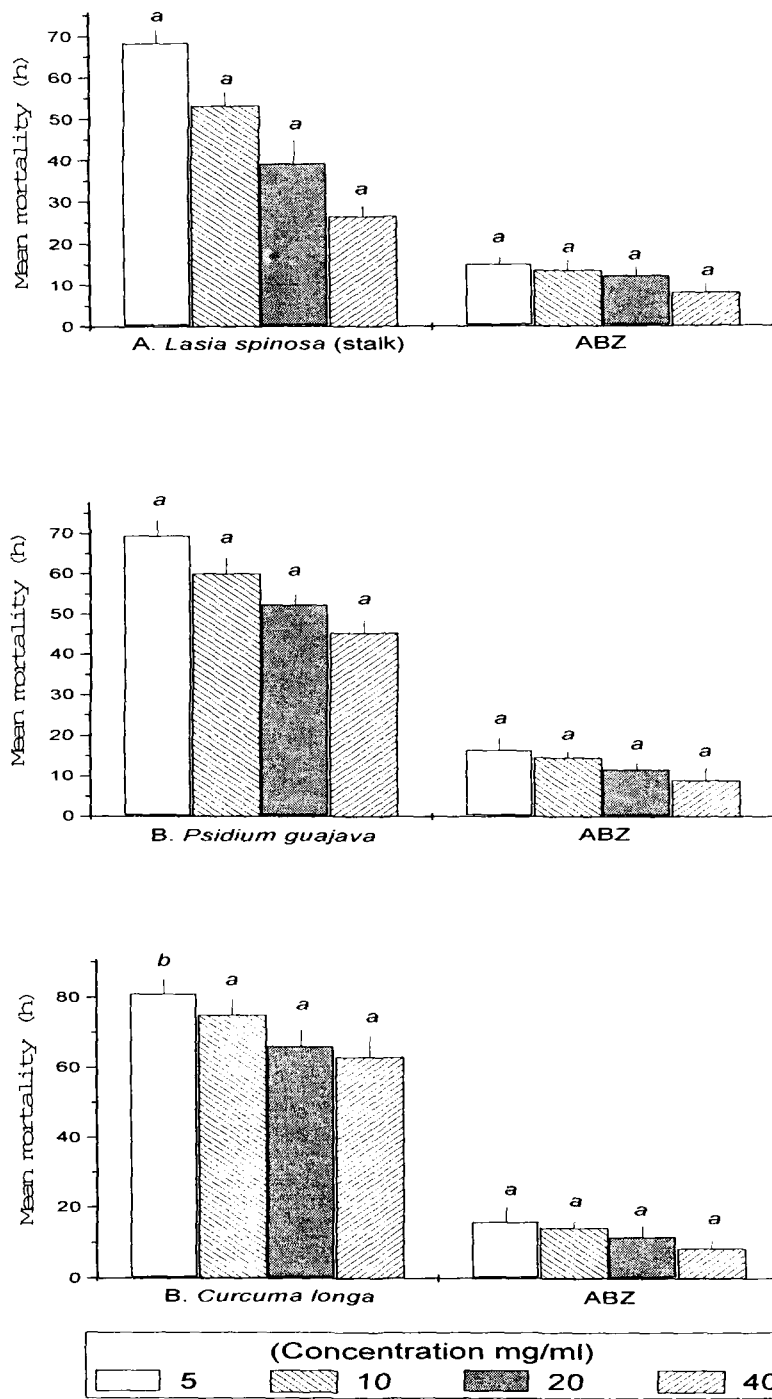 Mean mortality (h)
70
60
50
40
30
20
10
0
a
a
a
a
a
a
a
a
A. Lasia spinosa (stalk)
ABZ
Mean mortality (h)
70
60
50
40
30
20
10
0
a
a
a
a
a
a
a
a
B. Psidium guajava
ABZ
Mean mortality (h)
80
60
40
20
0
b
a
a
a
a
a
a
a
B. Curcuma longa
ABZ
(Concentration mg/ml)
5 10 20 40